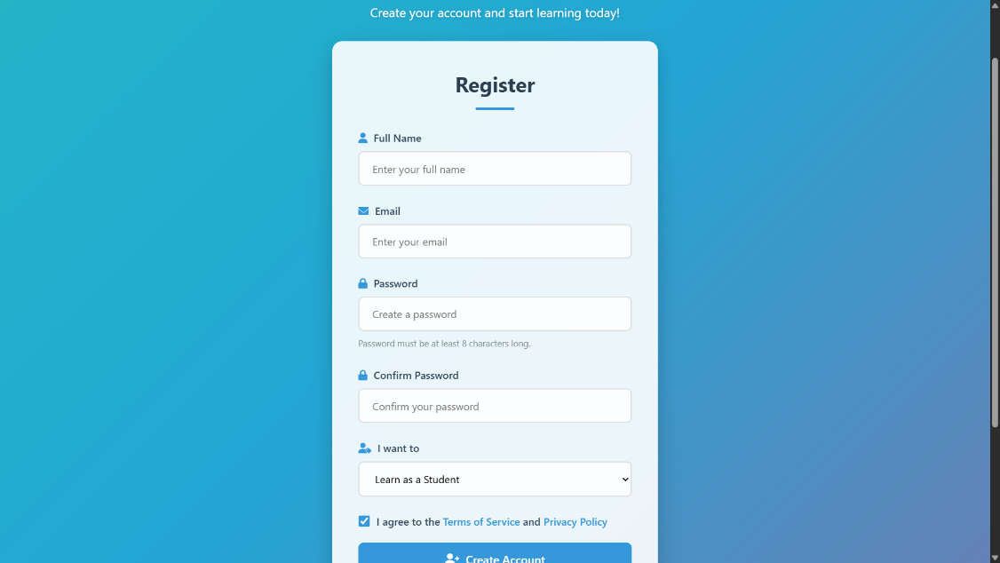 Create your account and start learning today!
Register
Full Name
Enter your full name
Email
Enter your email
Password
Create a password
Password must be at least 8 characters long.
Confirm Password
Confirm your password
I want to
Learn as a Student
I agree to the Terms of Service and Privacy Policy
Create Account